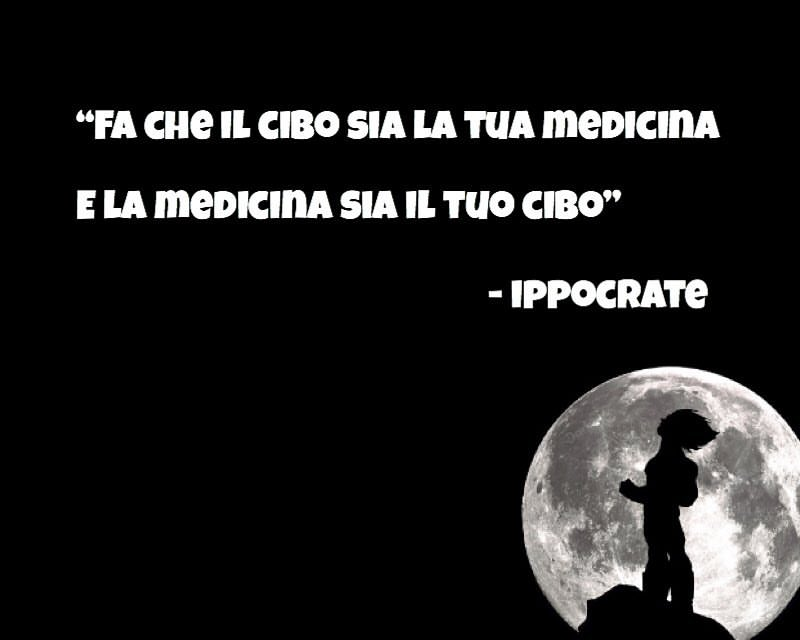 “Fa che il cibo sia la tua medicina
e la medicina sia il tuo cibo”
- Ippocrate